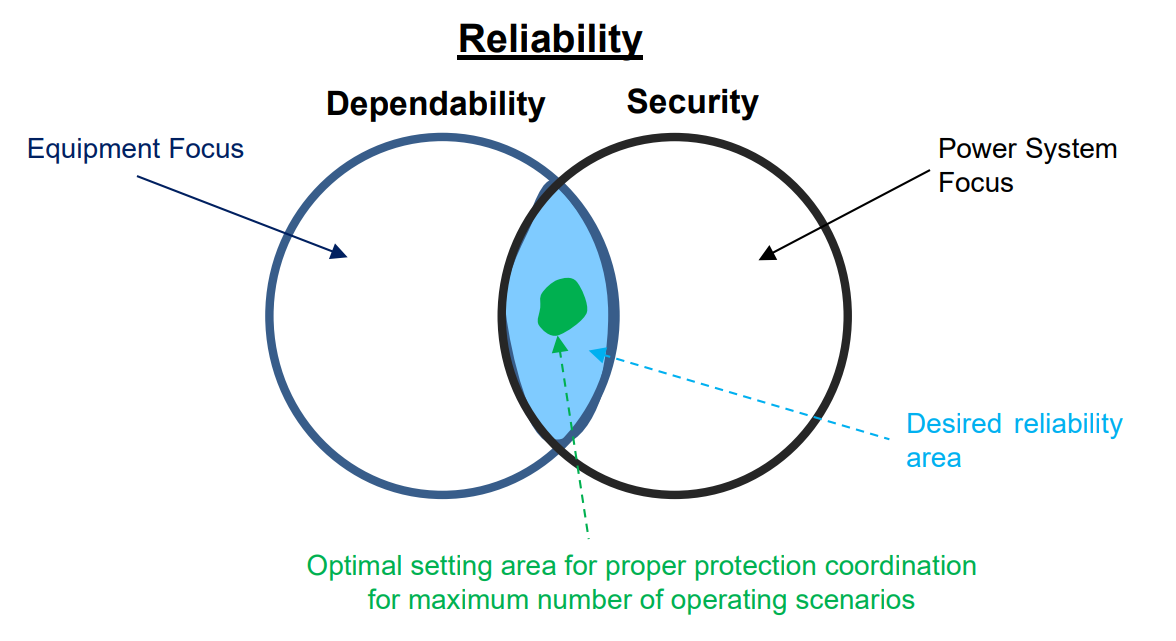 Reliability
Dependability
Security
Equipment Focus
Power System
Focus
Desired reliability
area
Optimal setting area for proper protection coordination
for maximum number of operating scenarios